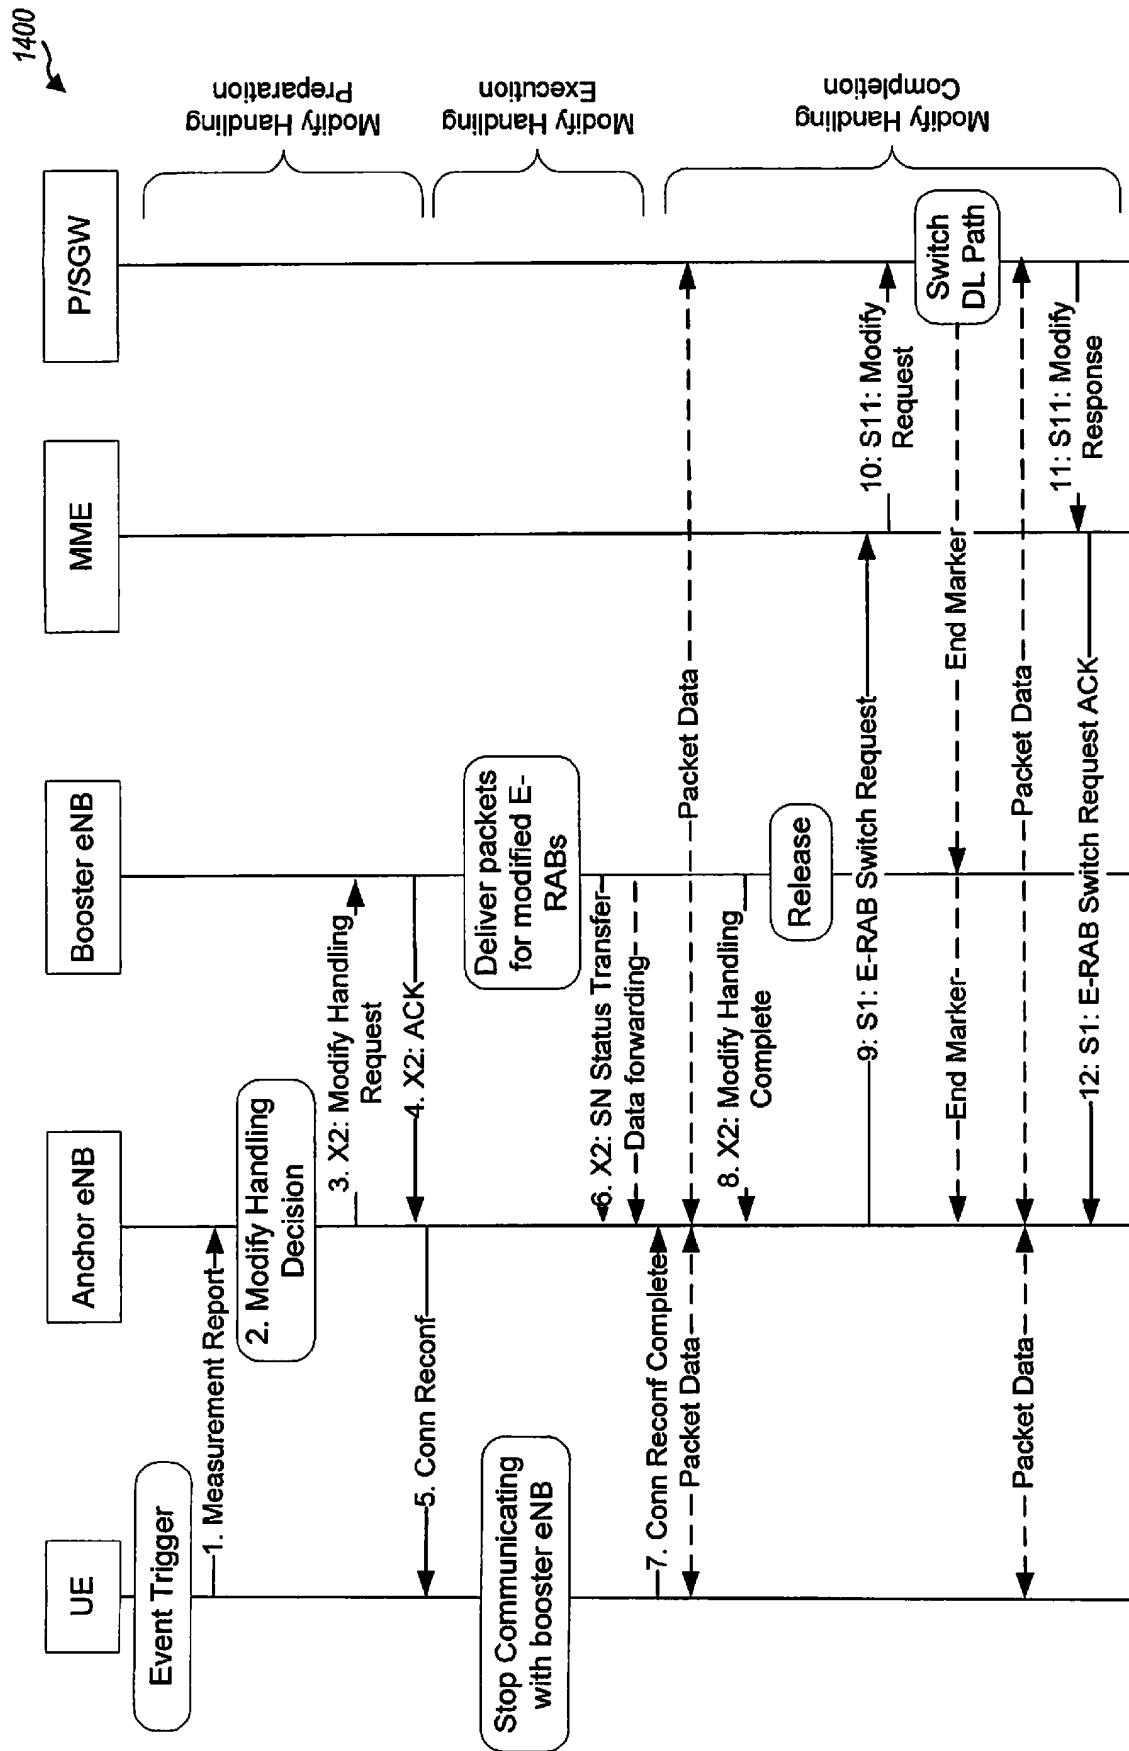 1400
UE
Anchor eNB
Booster eNB
MME
P/SGW
Event Trigger
1. Measurement Report
2. Modify Handling
Decision
3. X2: Modify Handling
Request
4. X2: ACK
5. Conn Reconf
Modify Handling
Preparation
Stop Communicating
with booster eNB
Deliver packets
for modified E-
RABs
6. X2: SN Status Transfer
Data forwarding
Modify Handling
Execution
7. Conn Reconf Complete
Packet Data
Packet Data
8. X2: Modify Handling
Complete
Release
9: S1: E-RAB Switch Request
10: S11: Modify
Request
Switch
DL Path
End Marker
End Marker
Packet Data
Packet Data
11: S11: Modify
Response
12: S1: E-RAB Switch Request ACK
Modify Handling
Completion